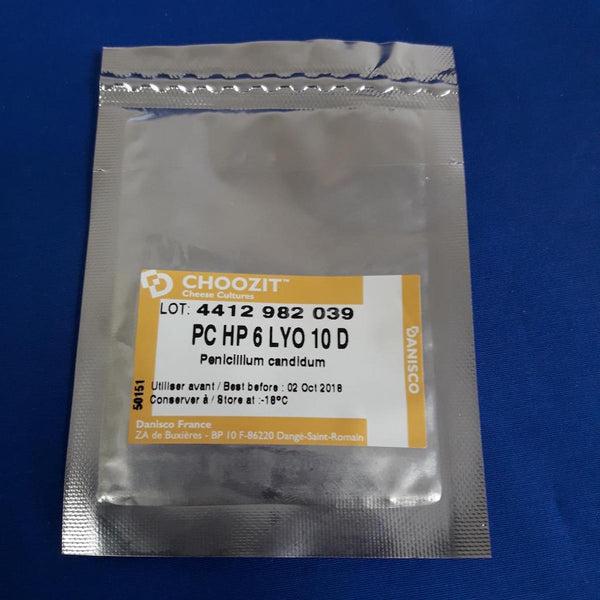 CHOOZIT™
Cheese Cultures
LOT: 4412 982 039
PC HP 6 LYO 10 D
Penicillium candidum
Utiliser avant / Best before : 02 Oct 2018
Conserver à / Store at :-18°C
50151
DANISCO
Danisco France
ZA de Buxières - BP 10 F-86220 Dangé-Saint-Romain